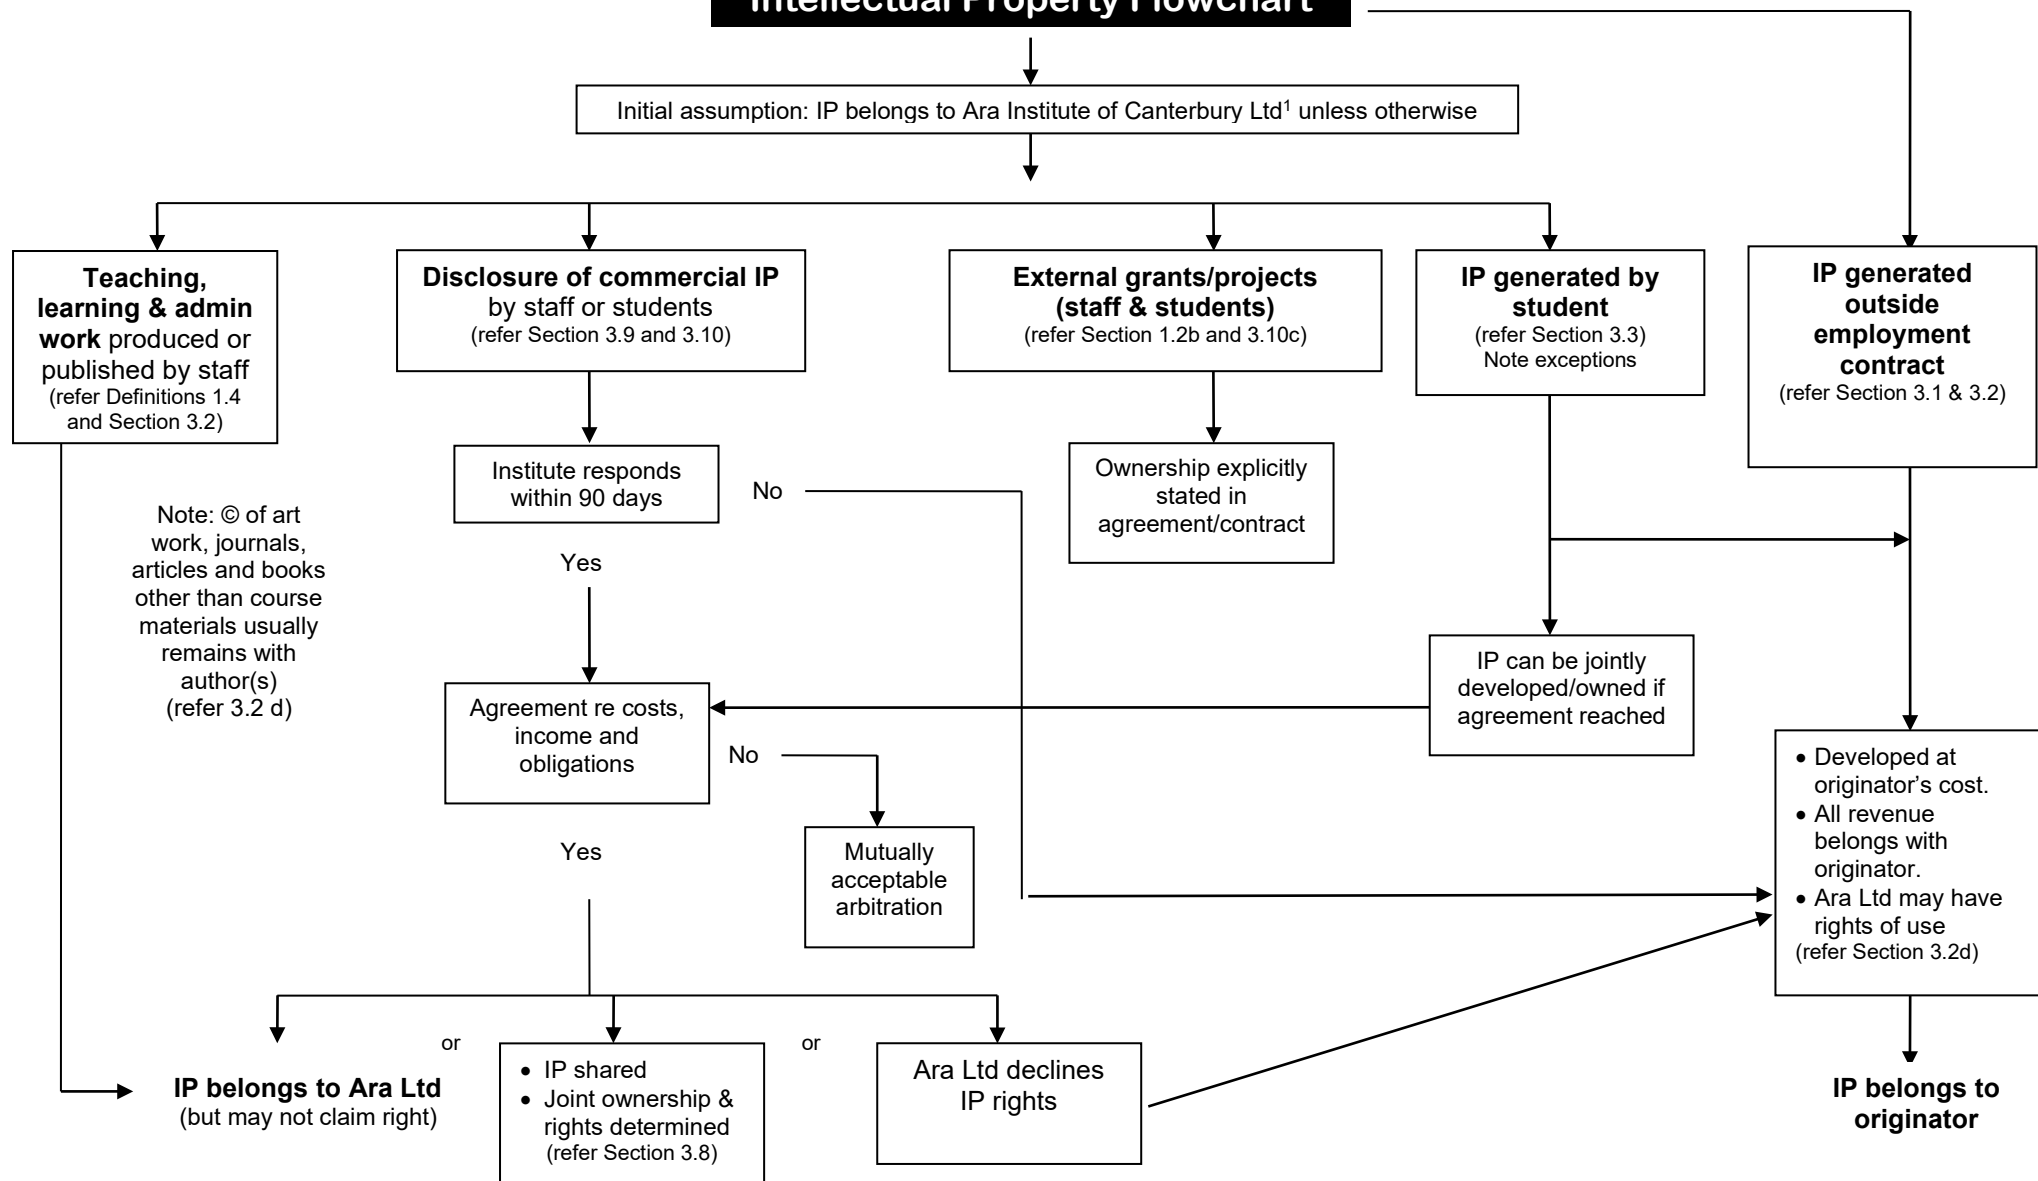 Intellectual Property Flowchart
Initial assumption: IP belongs to Ara Institute of Canterbury Ltd¹ unless otherwise
Teaching,
learning & admin
work produced or
published by staff
(refer Definitions 1.4
and Section 3.2)
Disclosure of commercial IP
by staff or students
(refer Section 3.9 and 3.10)
External grants/projects
(staff & students)
(refer Section 1.2b and 3.10c)
IP generated by
student
(refer Section 3.3)
Note exceptions
IP generated
outside
employment
contract
(refer Section 3.1 & 3.2)
Institute responds
within 90 days
No
Ownership explicitly
stated in
agreement/contract
Note: © of art
work, journals,
articles and books
other than course
materials usually
remains with
author(s)
(refer 3.2 d)
Yes
IP can be jointly
developed/owned if
agreement reached
Agreement re costs,
income and
obligations
No
• Developed at
originator’s cost.
• All revenue
belongs with
originator.
• Ara Ltd may have
rights of use
(refer Section 3.2d)
Mutually
acceptable
arbitration
Yes
or
or
IP belongs to Ara Ltd
(but may not claim right)
• IP shared
• Joint ownership &
rights determined
(refer Section 3.8)
Ara Ltd declines
IP rights
IP belongs to
originator